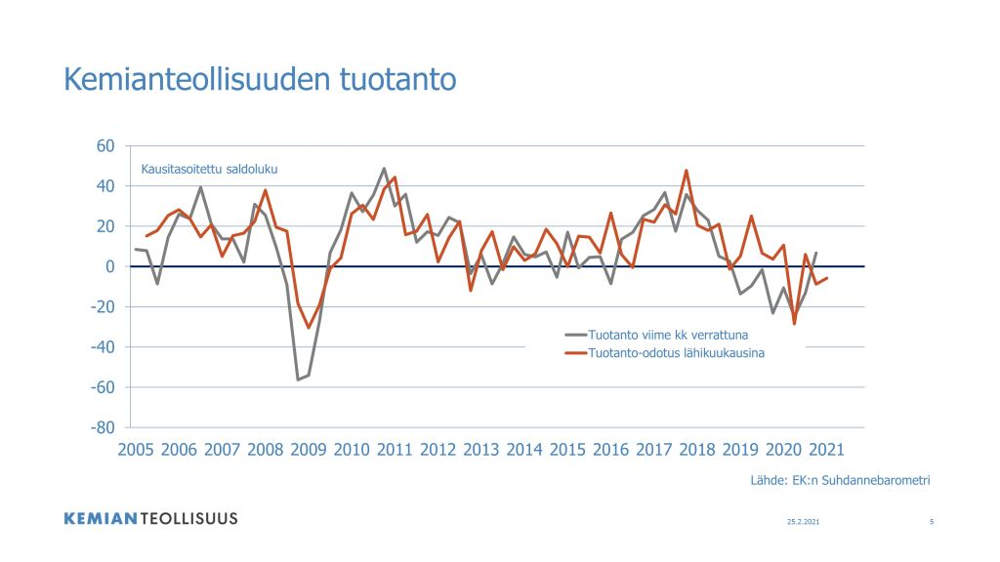 Kemianteollisuuden tuotanto
60
Kausitasoitettu saldoluku
40
20
0
-20
Tuotanto viime kk verrattuna
-40
Tuotanto-odotus lähikuukausina
-60
-80
2005 2006 2007 2008 2009 2010 2011 2012 2013 2014 2015 2016 2017 2018 2019 2020 2021
Lähde: EK:n Suhdannebarometri
KEMIANTEOLLISUUS
25.2.2021
5